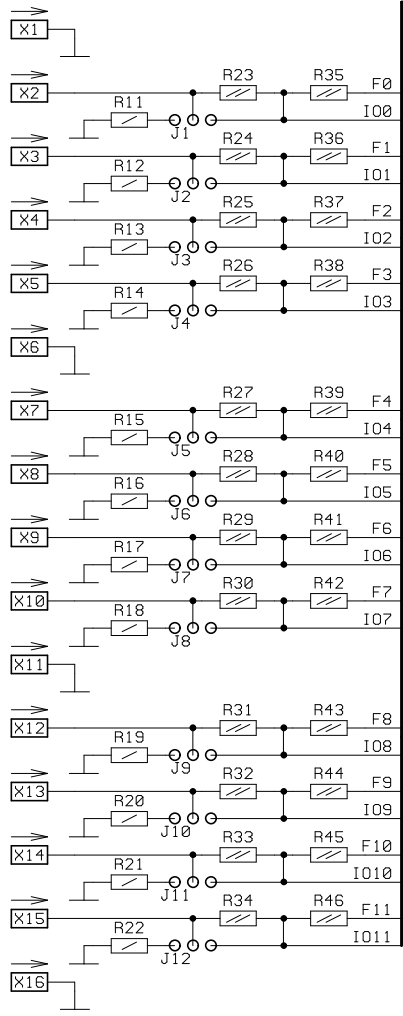 X1
R23 R35 F0
X2
R11 J1 IO0
R24 R36 F1
X3
R12 J2 IO1
R25 R37 F2
X4
R13 J3 IO2
R26 R38 F3
X5
R14 J4 IO3
X6
R27 R39 F4
X7
R15 J5 IO4
R28 R40 F5
X8
R16 J6 IO5
R29 R41 F6
X9
R17 J7 IO6
R30 R42 F7
X10
R18 J8 IO7
X11
R31 R43 F8
X12
R19 J9 IO8
R32 R44 F9
X13
R20 J10 IO9
R33 R45 F10
X14
R21 J11 IO10
R34 R46 F11
X15
R22 J12 IO11
X16